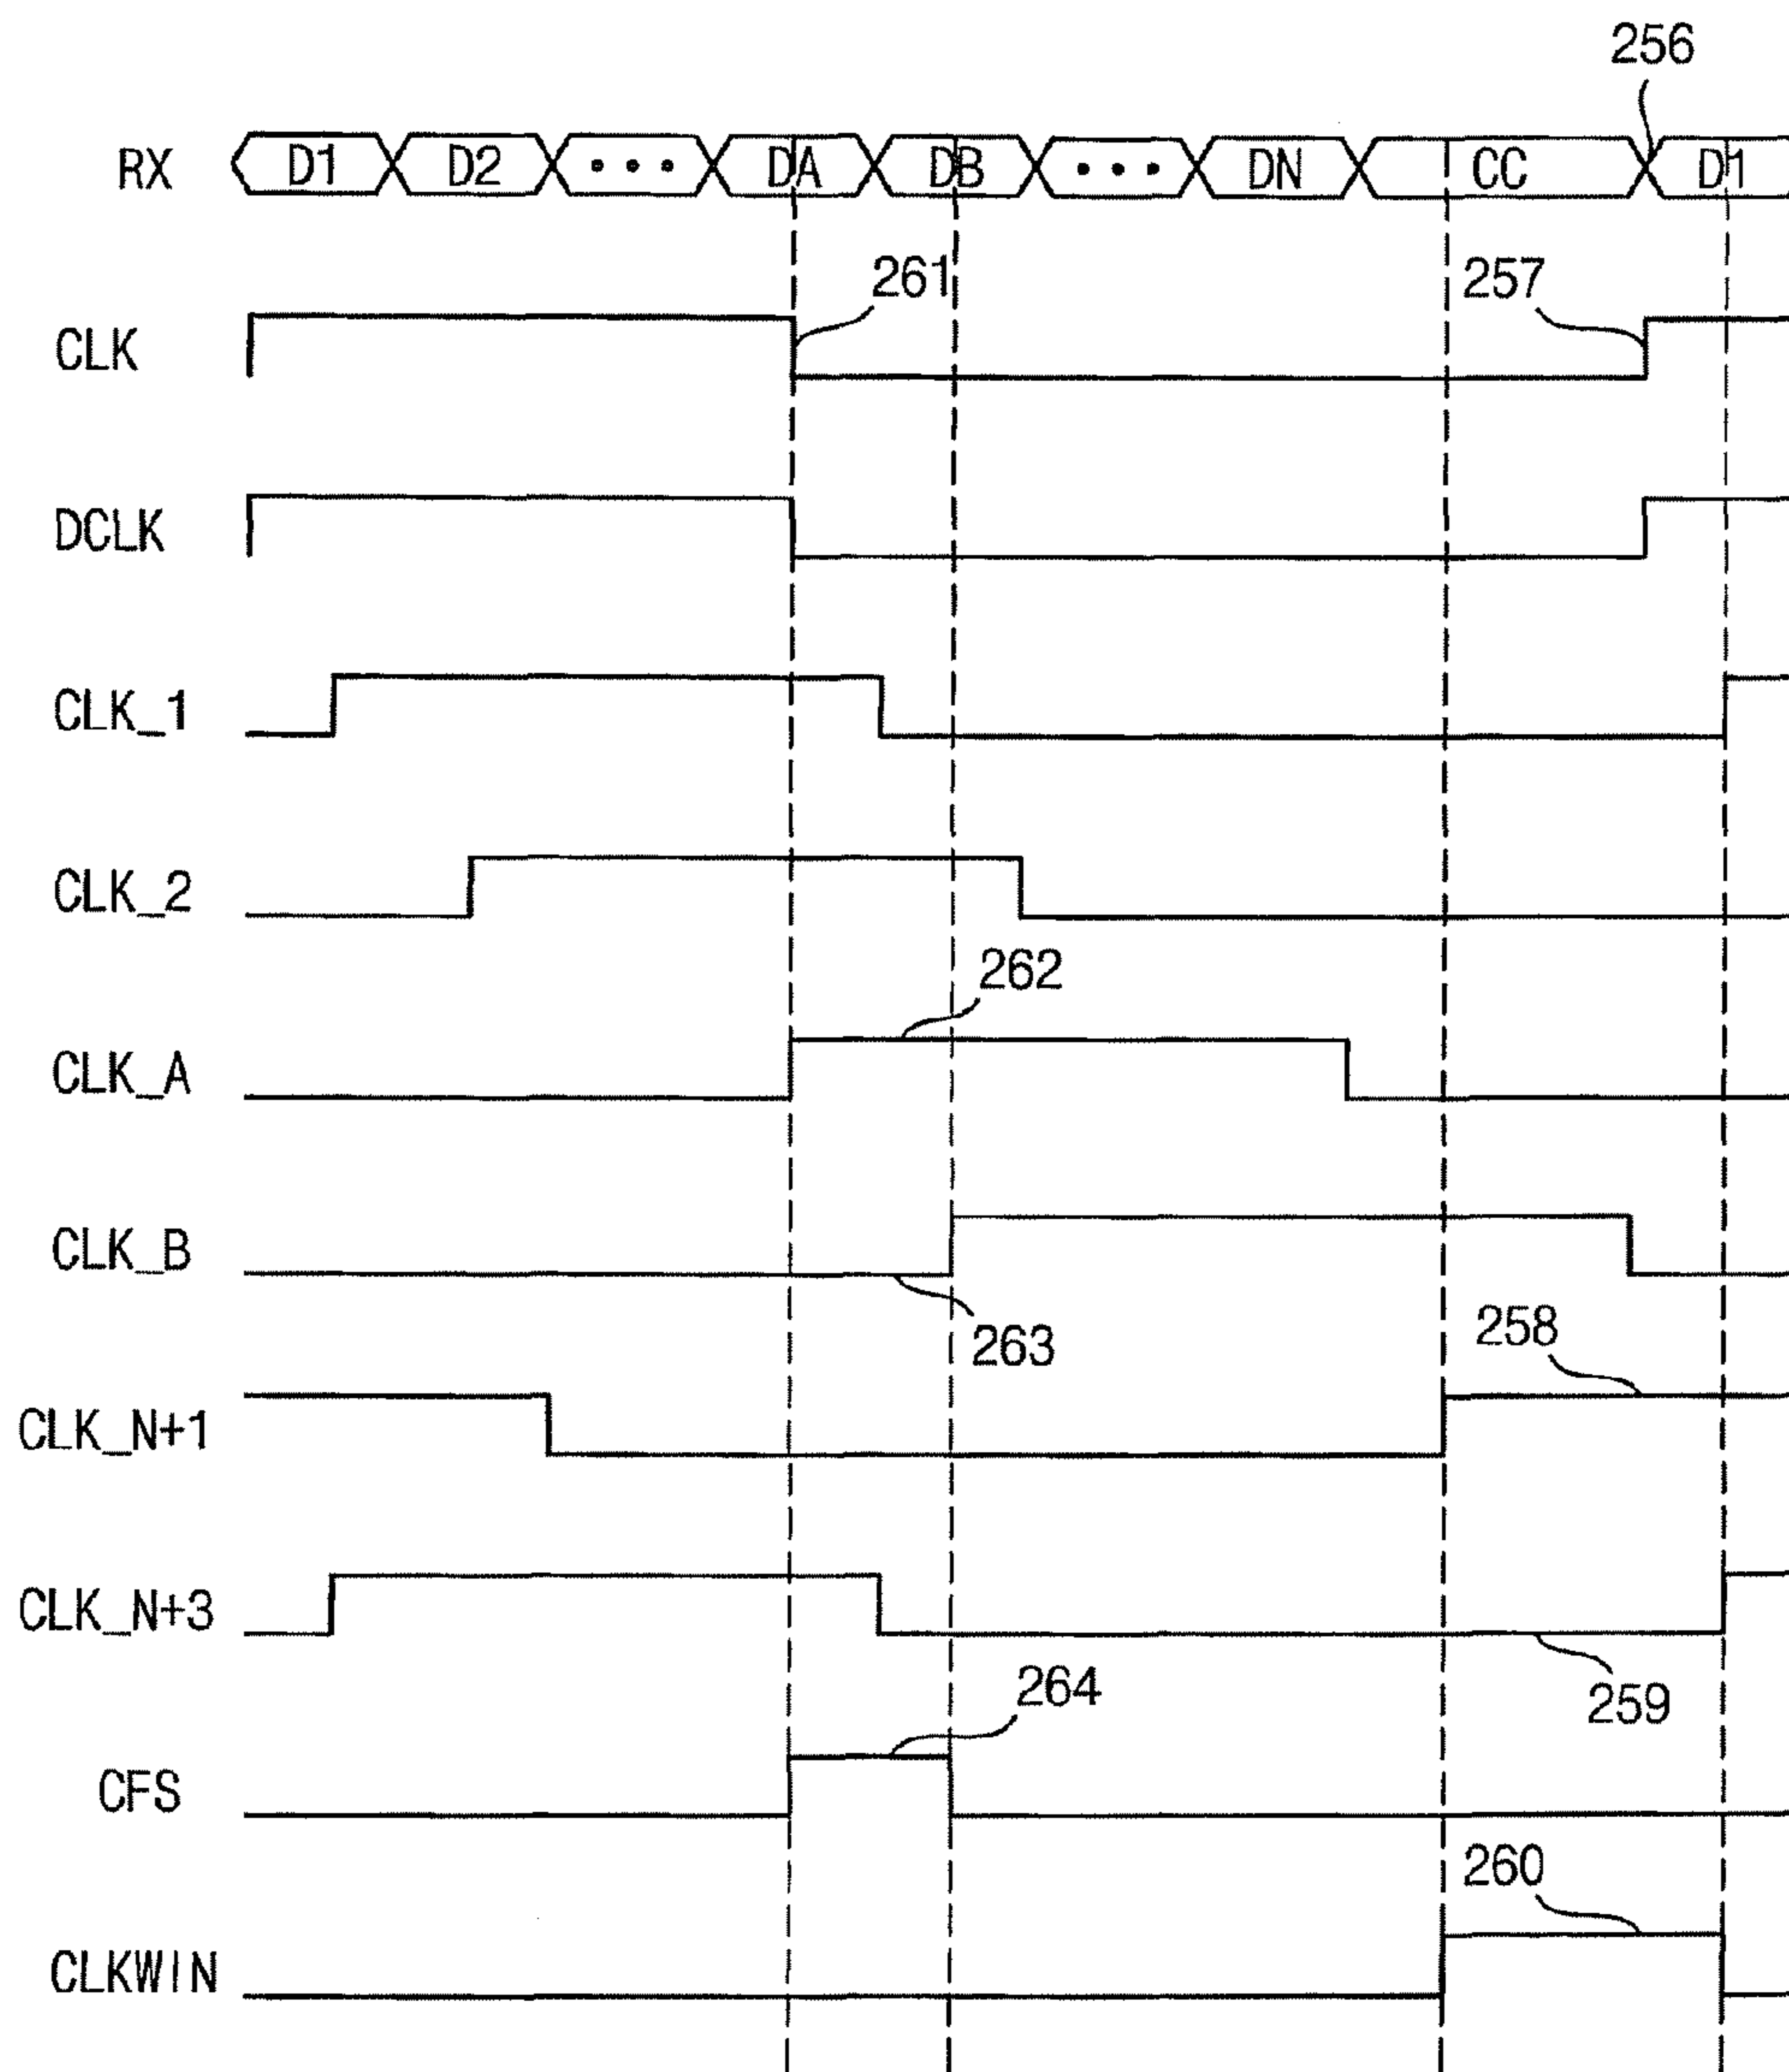 256
RX D1 D2 ••• DA DB ••• DN CC D1
261 257
CLK
DCLK
CLK_1
CLK_2
262
CLK_A
CLK_B
263 258
CLK_N+1
CLK_N+3
264 259
CFS
260
CLKWIN